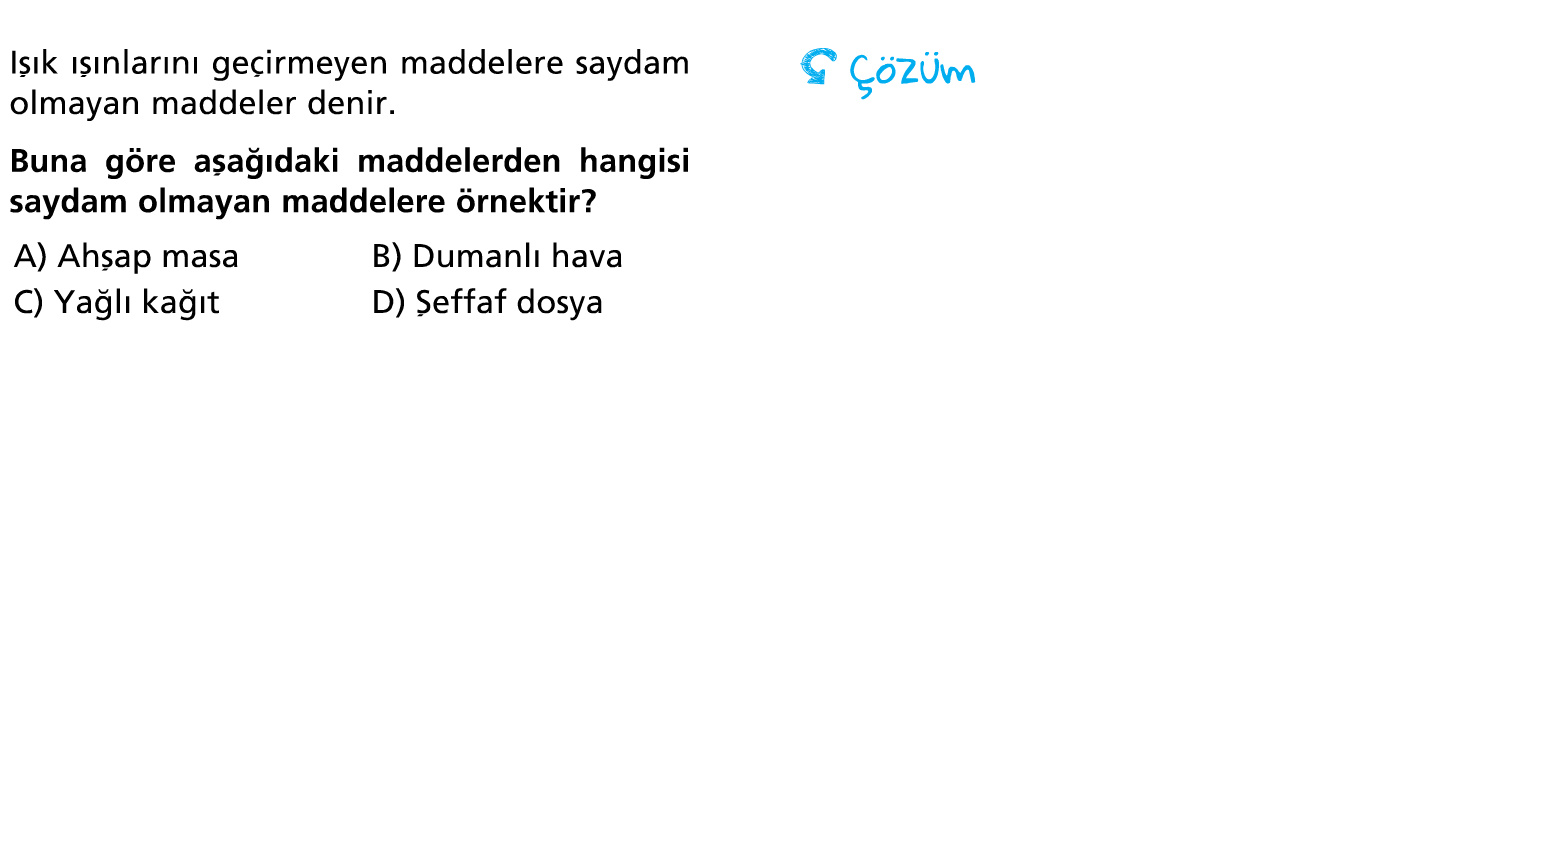 Işık ışınlarını geçirmeyen maddelere saydam
olmayan maddeler denir.
Buna göre aşağıdaki maddelerden hangisi
saydam olmayan maddelere örnektir?
A) Ahşap masa B) Dumanlı hava
C) Yağlı kağıt D) Şeffaf dosya
Çözüm